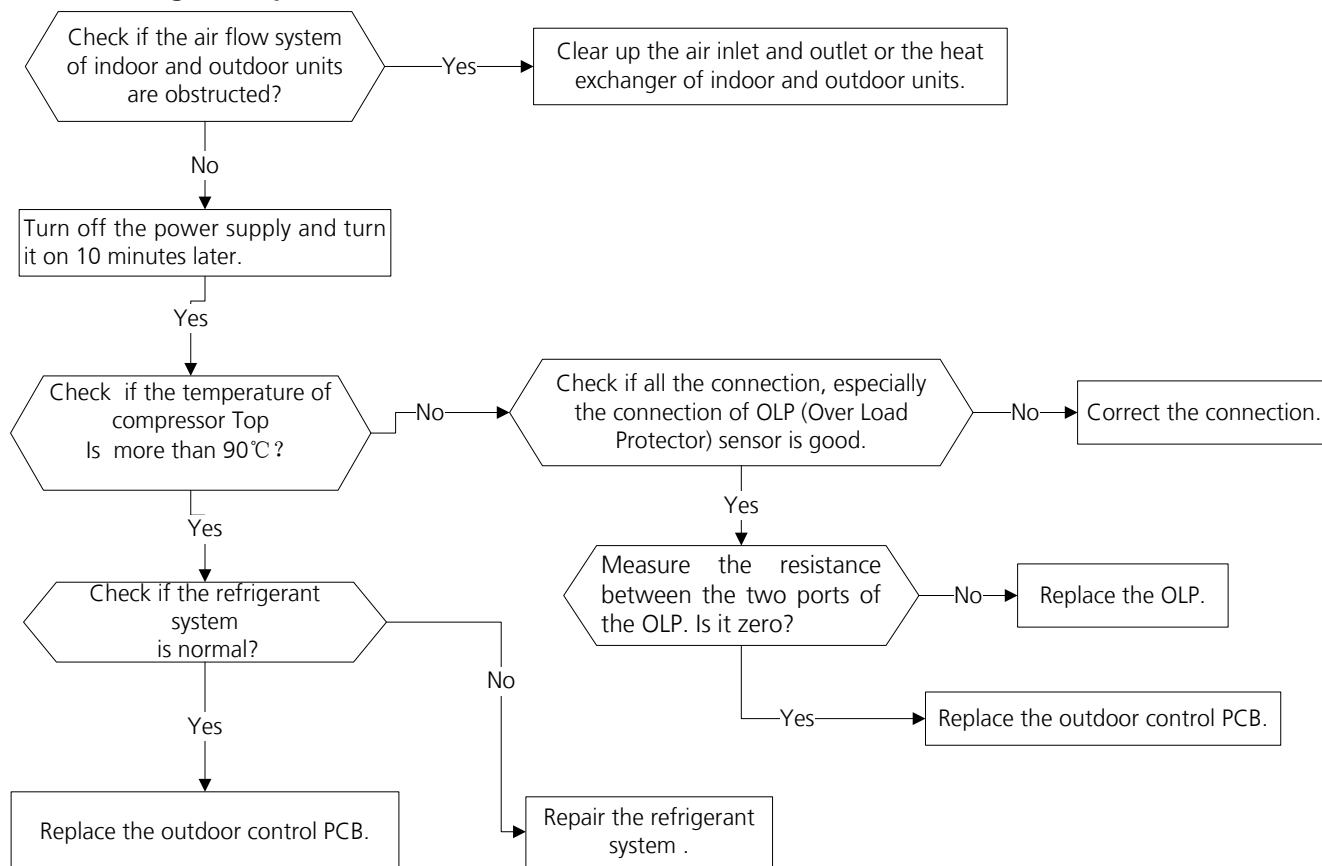 Check if the air flow system
of indoor and outdoor units
are obstructed?
Yes
Clear up the air inlet and outlet or the heat
exchanger of indoor and outdoor units.
No
Turn off the power supply and turn
it on 10 minutes later.
Yes
Check if the temperature of
compressor Top
Is more than 90℃?
No
Check if all the connection, especially
the connection of OLP (Over Load
Protector) sensor is good.
No
Correct the connection.
Yes
Yes
Measure the resistance
between the two ports of
the OLP. Is it zero?
No
Replace the OLP.
Check if the refrigerant
system
is normal?
No
Yes
Yes
Replace the outdoor control PCB.
Replace the outdoor control PCB.
Repair the refrigerant
system .